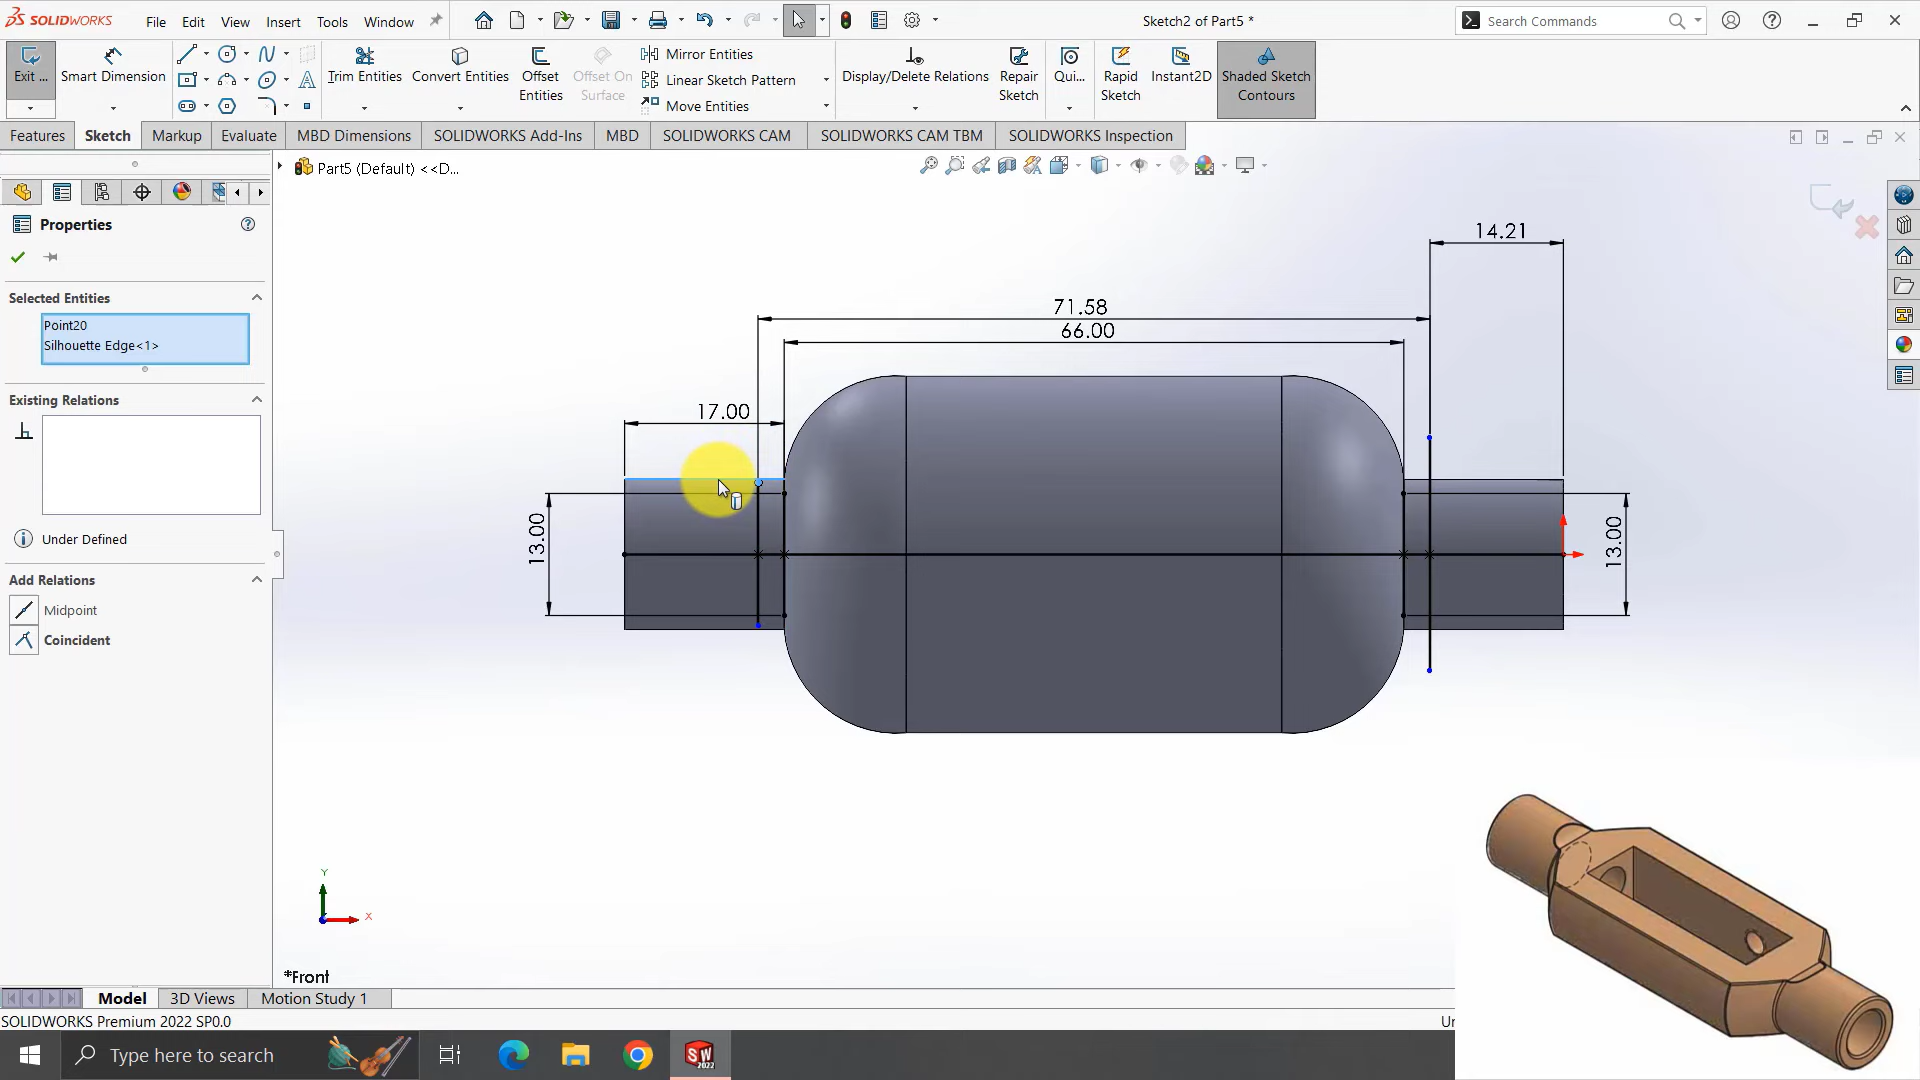 SOLIDWORKS
File Edit View Insert Tools Window
Sketch2 of Part5 *
Search Commands
Exit ...
Smart Dimension
Trim Entities
Convert Entities
Offset Entities
Offset On Surface
Mirror Entities
Linear Sketch Pattern
Move Entities
Display/Delete Relations
Repair Sketch
Qui...
Rapid Sketch
Instant2D
Shaded Sketch Contours
Features Sketch Markup Evaluate MBD Dimensions SOLIDWORKS Add-Ins MBD SOLIDWORKS CAM SOLIDWORKS CAM TBM SOLIDWORKS Inspection
Part5 (Default) <<D...
Properties
Selected Entities
Point20
Silhouette Edge<1>
Existing Relations
Under Defined
Add Relations
Midpoint
Coincident
14.21
71.58
66.00
17.00
13.00
13.00
Y
X
*Front
Model 3D Views Motion Study 1
SOLIDWORKS Premium 2022 SP0.0
Type here to search
SW
2022